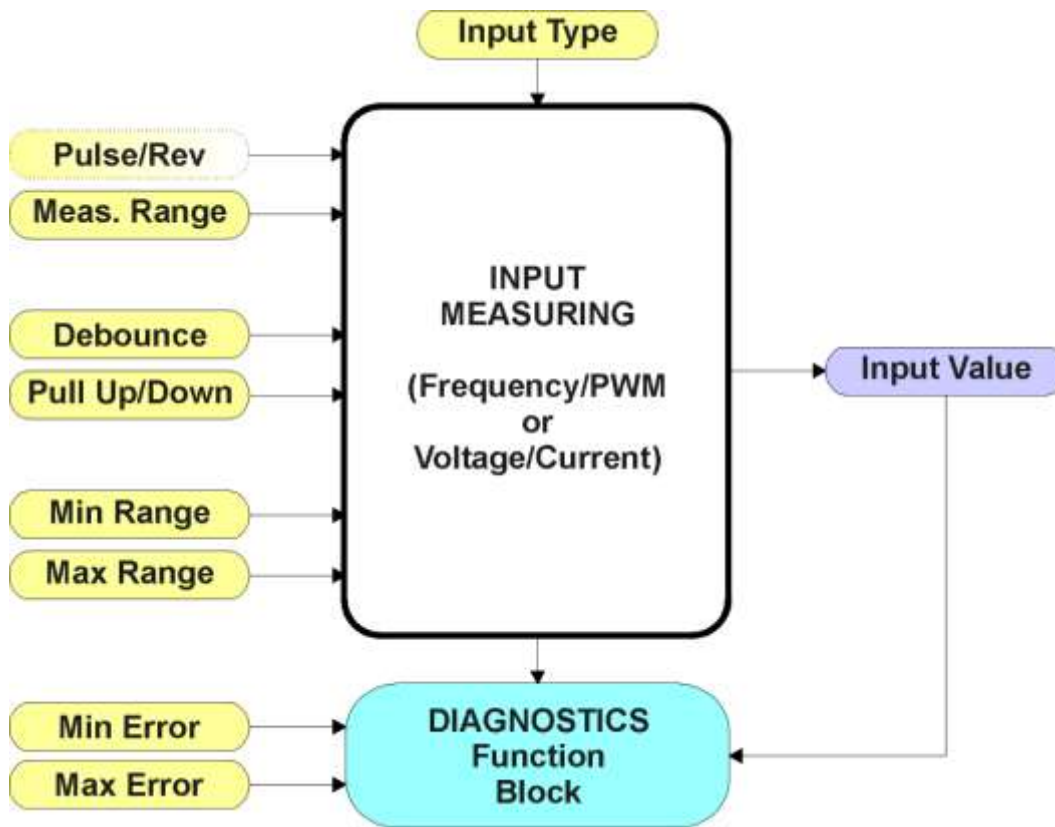 Input Type
Pulse/Rev
Meas. Range
Debounce
Pull Up/Down
Min Range
Max Range
INPUT
MEASURING
(Frequency/PWM
or
Voltage/Current)
Input Value
Min Error
Max Error
DIAGNOSTICS
Function
Block